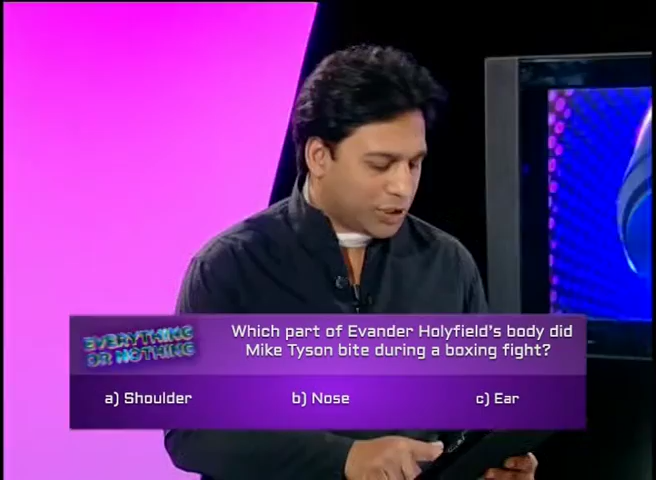 EVERYTHING
OR NOTHING
Which part of Evander Holyfield's body did
Mike Tyson bite during a boxing fight?
a) Shoulder
b) Nose
c) Ear